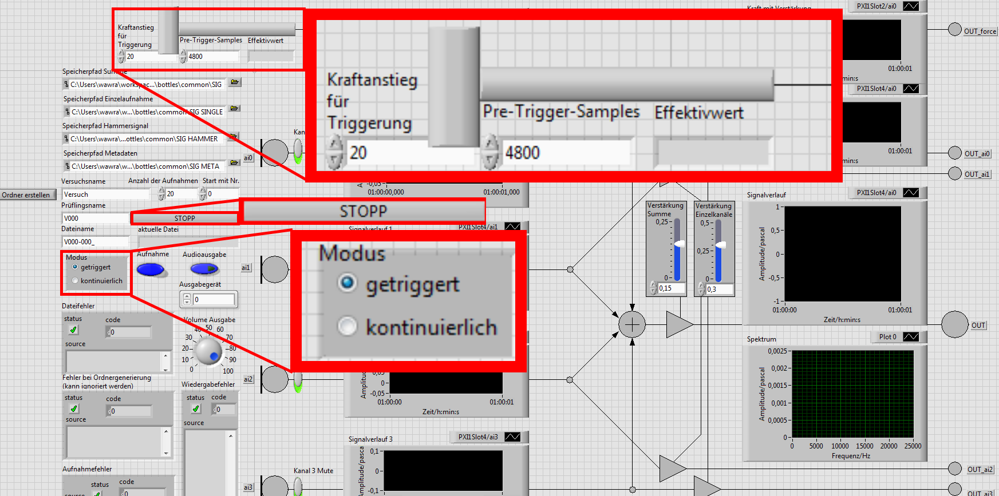 Kraft mit Verstärkung
PXI1Slot2/ai0
OUT_force
01:00:01
min:s
PXI1Slot4/ai0
01:00:01
min:s
OUT_ai0
OUT_ai1
Kraftanstieg
für
Triggerung
20
Pre-Trigger-Samples
4800
Effektivwert
Kraftanstieg
für
Triggerung
20
Pre-Trigger-Samples
4800
Effektivwert
Speicherpfad Summe
C:\Users\wawra\workspac...\bottles\common\SIG
Speicherpfad Einzelaufnahme
C:\Users\wawra\w...\bottles\common\SIG SINGLE
Speicherpfad Hammersignal
C:\Users\wawra\...ottles\common\SIG HAMMER
Speicherpfad Metadaten
C:\Users\wawra\w...\bottles\common\SIG META
Kan
ai0
Versuchsname
Anzahl der Aufnahmen
Start mit Nr.
Ordner erstellen
Versuch
20
0
Prüflingsname
V000
STOPP
STOPP
Dateiname
aktuelle Datei
V000-000_
Modus
getriggert
kontinuierlich
Modus
getriggert
kontinuierlich
Aufnahme
Audioausgabe
Ausgabegerät
0
ai1
-0,05
01:00:00,000
01:00:01,000
Signalverlauf 1
PXI1Slot4/ai1
Dateifehler
status
code
0
source
Volume Ausgabe
0
10
20
30
40
50
60
70
80
90
100
Fehler bei Ordnergenerierung
(kann ignoriert werden)
status
code
0
source
Wiedergabefehler
status
code
0
source
Aufnahmefehler
status
code
0
source
ai2
0,05
0
-0,05
01:00:00
01:00:01
Zeit/h:min:s
Signalverlauf 3
PXI1Slot4/ai3
Kanal 3 Mute
ai3
Amplitude/pasca
0,1
0
-0,1
Verstärkung
Summe
0,25
0
0,15
Verstärkung
Einzelkanäle
0,5
0,25
0
0,3
Signalverlauf
PXI1Slot4/ai0
Amplitude/pascal
1
0,5
0
-0,5
-1
01:00:00
01:00:01
Zeit/h:min:s
OUT
Spektrum
Plot 0
Amplitude/pascal
0,0025
0,002
0,0015
0,001
0,0005
0
0
5000
10000
15000
20000
25000
Frequenz/Hz
OUT_ai2
OUT_ai3